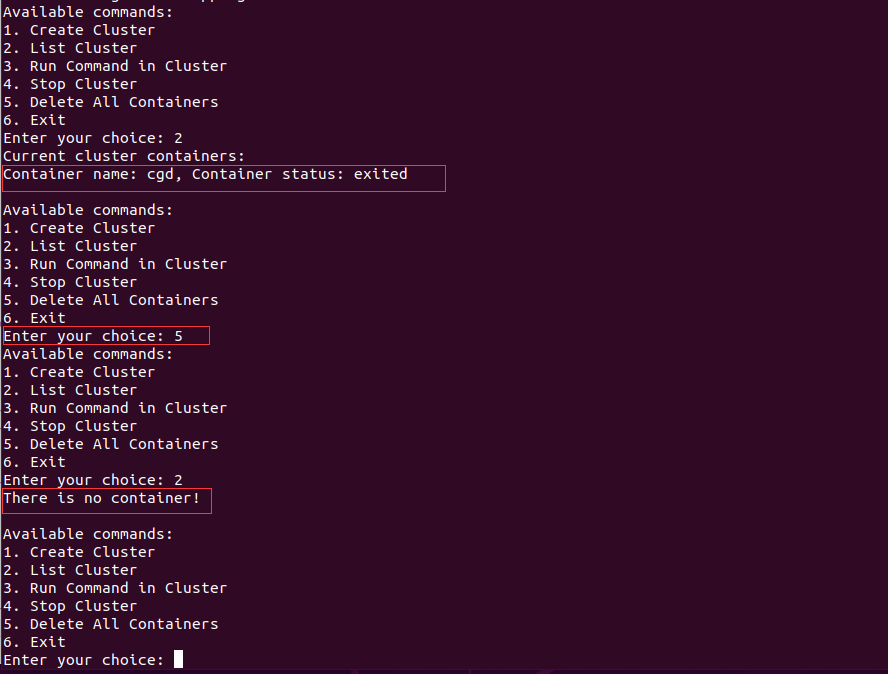 Available commands:
1. Create Cluster
2. List Cluster
3. Run Command in Cluster
4. Stop Cluster
5. Delete All Containers
6. Exit
Enter your choice: 2
Current cluster containers:
Container name: cgd, Container status: exited
Available commands:
1. Create Cluster
2. List Cluster
3. Run Command in Cluster
4. Stop Cluster
5. Delete All Containers
6. Exit
Enter your choice: 5
Available commands:
1. Create Cluster
2. List Cluster
3. Run Command in Cluster
4. Stop Cluster
5. Delete All Containers
6. Exit
Enter your choice: 2
There is no container!
Available commands:
1. Create Cluster
2. List Cluster
3. Run Command in Cluster
4. Stop Cluster
5. Delete All Containers
6. Exit
Enter your choice: